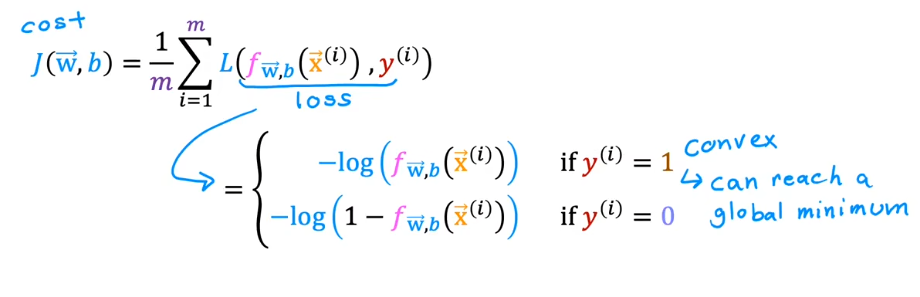 cost
J(w⃗, b) = 1/m ∑_{i=1}^{m} L(f_{w⃗,b}(x⃗^{(i)}), y^{(i)})
loss
= { −log(f_{w⃗,b}(x⃗^{(i)})) if y^{(i)} = 1 convex
↳ can reach a
−log(1 − f_{w⃗,b}(x⃗^{(i)})) if y^{(i)} = 0 global minimum